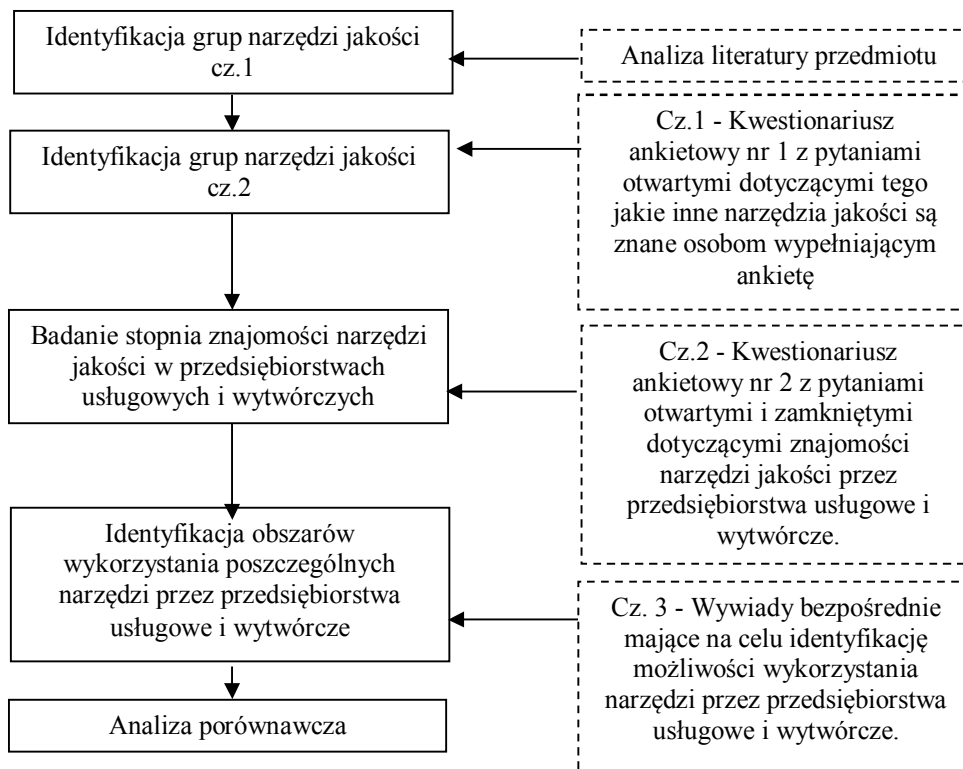 Identyfikacja grup narzędzi jakości
cz.1
Analiza literatury przedmiotu
Identyfikacja grup narzędzi jakości
cz.2
Cz.1 - Kwestionariusz
ankietowy nr 1 z pytaniami
otwartymi dotyczącymi tego
jakie inne narzędzia jakości są
znane osobom wypełniającym
ankietę
Badanie stopnia znajomości narzędzi
jakości w przedsiębiorstwach
usługowych i wytwórczych
Cz.2 - Kwestionariusz
ankietowy nr 2 z pytaniami
otwartymi i zamkniętymi
dotyczącymi znajomości
narzędzi jakości przez
przedsiębiorstwa usługowe i
wytwórcze.
Identyfikacja obszarów
wykorzystania poszczególnych
narzędzi przez przedsiębiorstwa
usługowe i wytwórcze
Cz. 3 - Wywiady bezpośrednie
mające na celu identyfikację
możliwości wykorzystania
narzędzi przez przedsiębiorstwa
usługowe i wytwórcze.
Analiza porównawcza